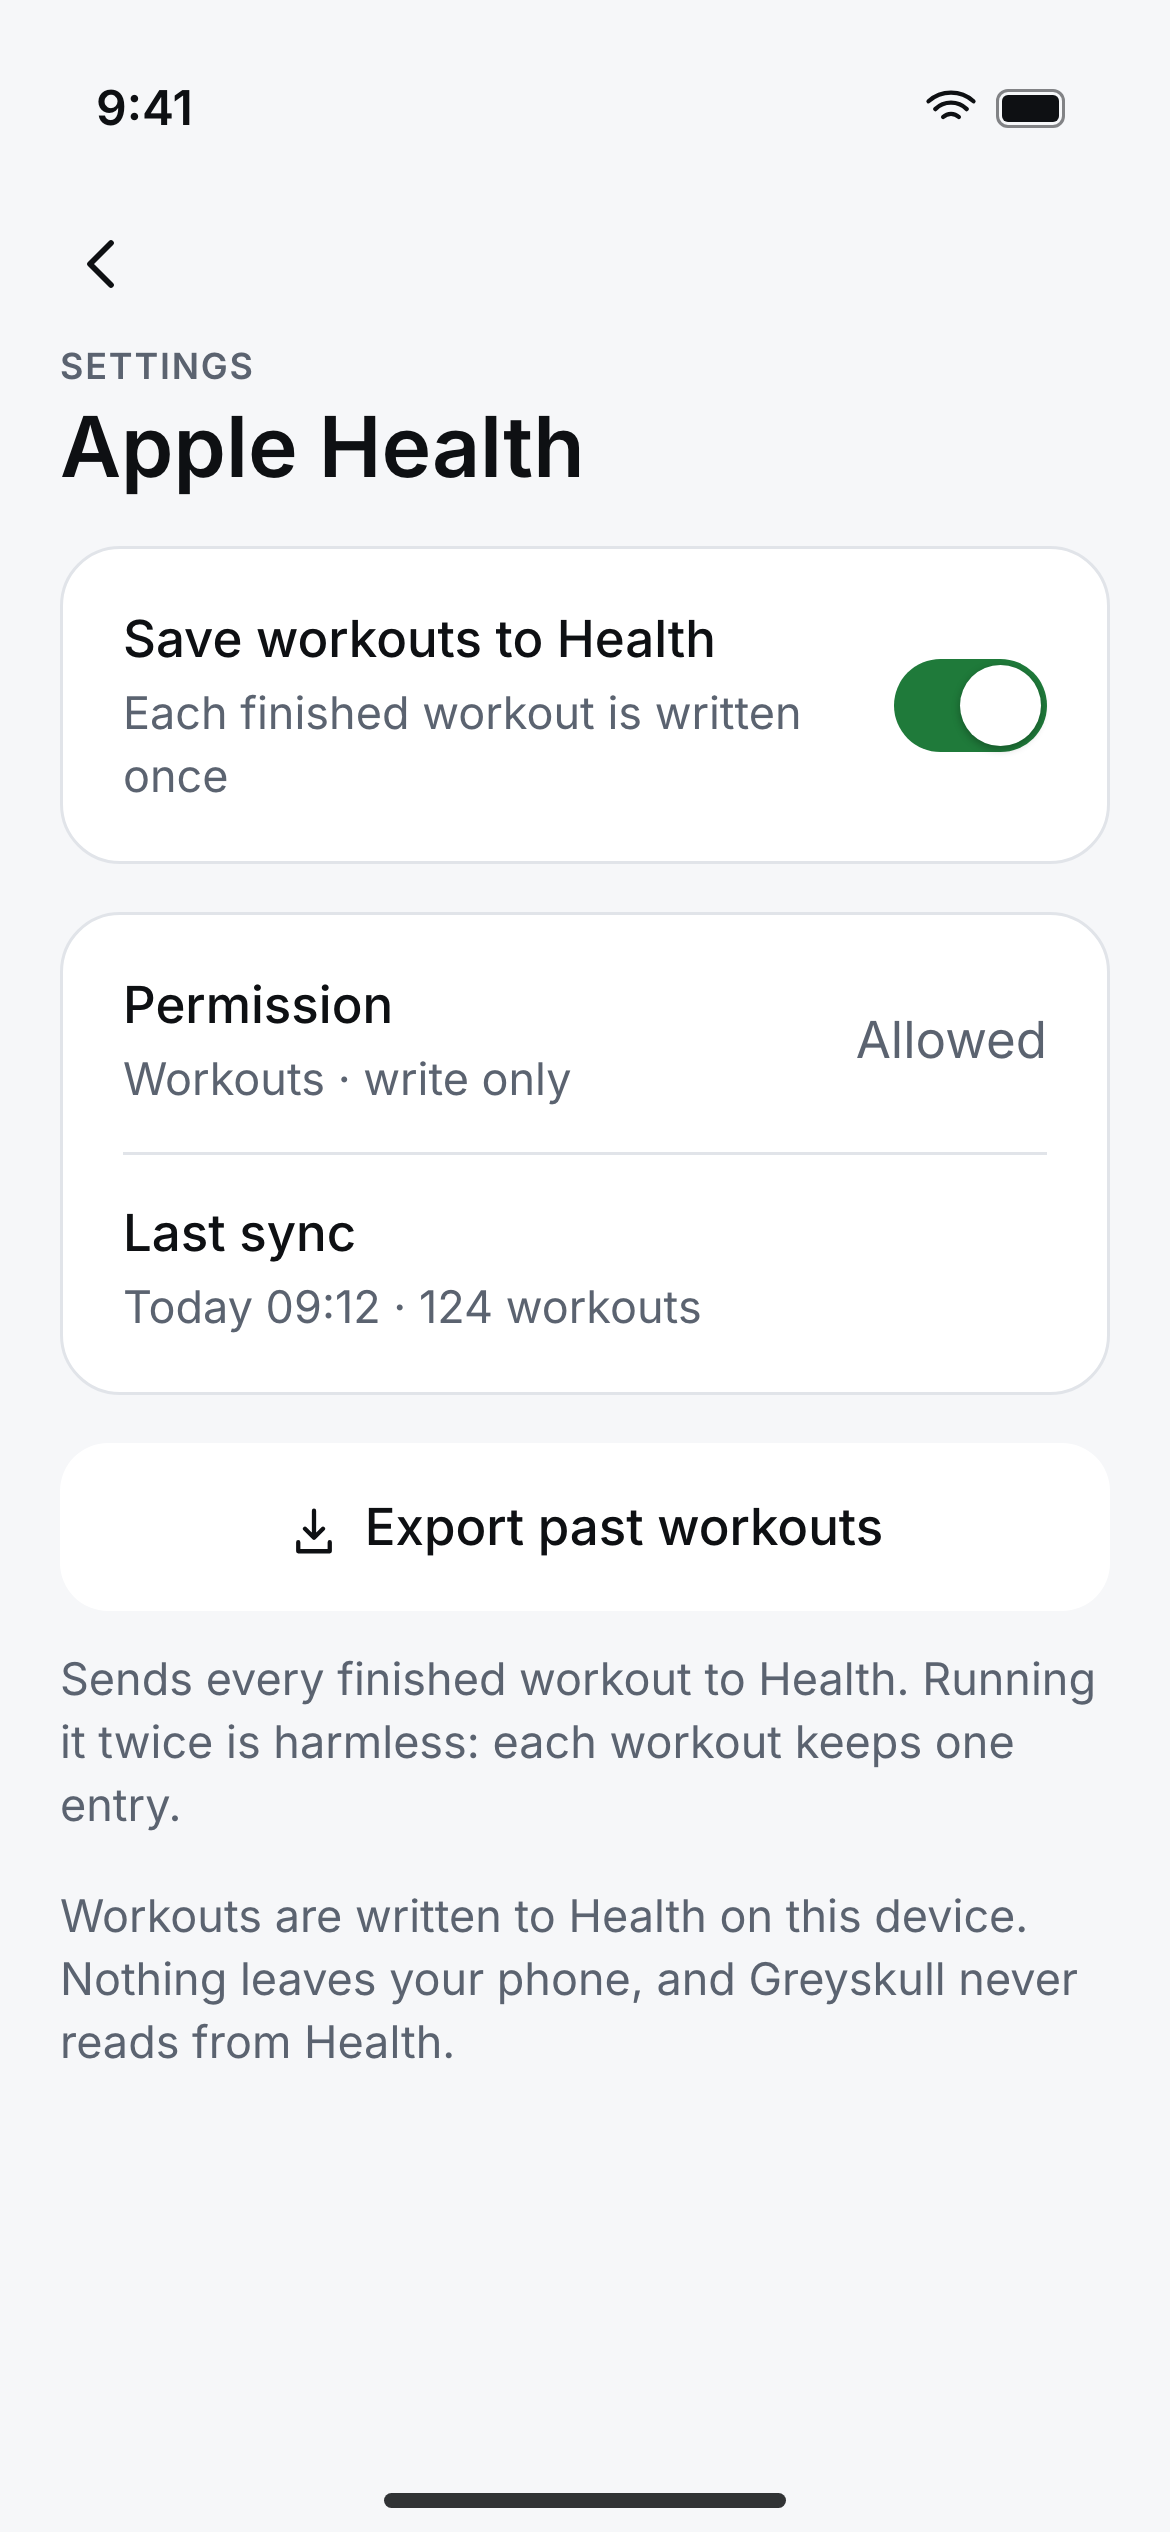 9:41
SETTINGS
Apple Health
Save workouts to Health
Each finished workout is written
once
Permission
Workouts · write only
Allowed
Last sync
Today 09:12 · 124 workouts
Export past workouts
Sends every finished workout to Health. Running
it twice is harmless: each workout keeps one
entry.
Workouts are written to Health on this device.
Nothing leaves your phone, and Greyskull never
reads from Health.